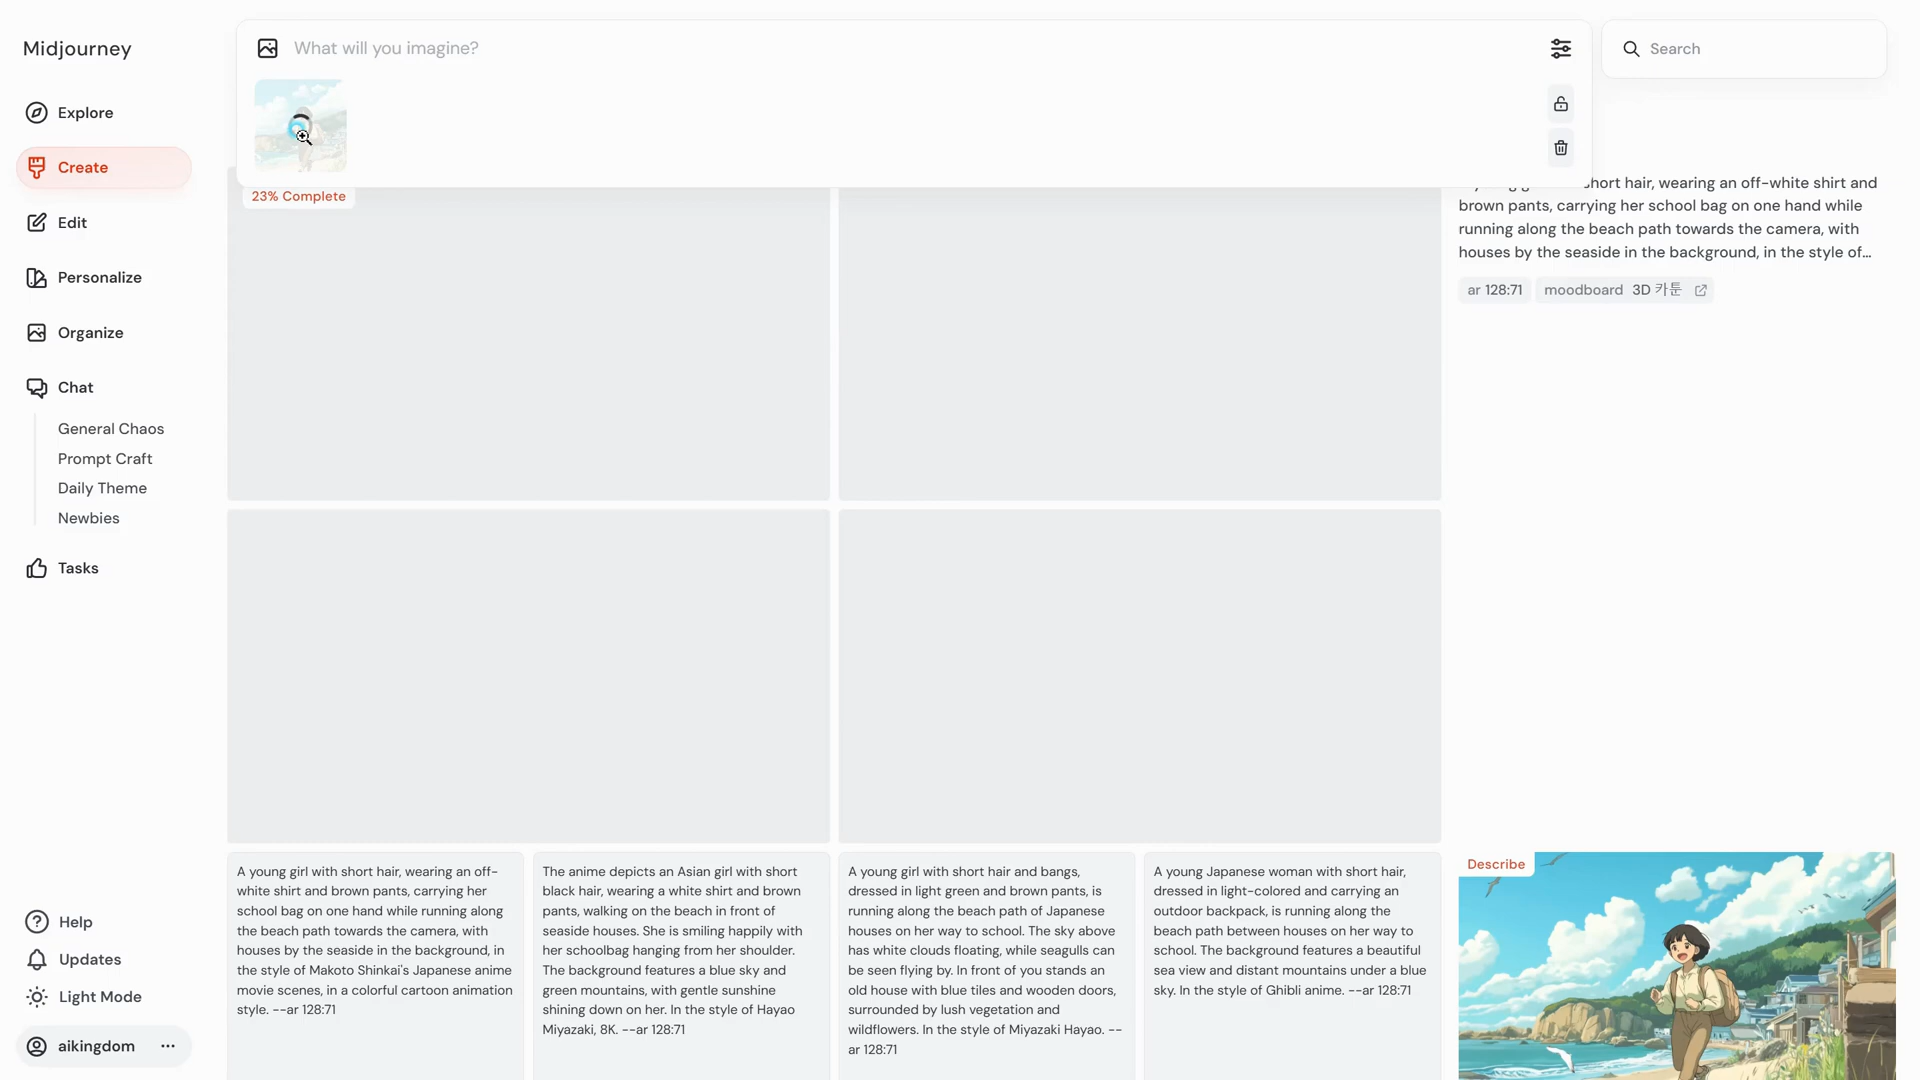 Midjourney
What will you imagine?
Search
Explore
Create
Edit
Personalize
Organize
Chat
General Chaos
Prompt Craft
Daily Theme
Newbies
Tasks
Help
Updates
Light Mode
aikingdom
23% Complete
short hair, wearing an off-white shirt and
brown pants, carrying her school bag on one hand while
running along the beach path towards the camera, with
houses by the seaside in the background, in the style of...
ar 128:71
moodboard 3D 카툰
A young girl with short hair, wearing an off-
white shirt and brown pants, carrying her
school bag on one hand while running along
the beach path towards the camera, with
houses by the seaside in the background, in
the style of Makoto Shinkai's Japanese anime
movie scenes, in a colorful cartoon animation
style. --ar 128:71
The anime depicts an Asian girl with short
black hair, wearing a white shirt and brown
pants, walking on the beach in front of
seaside houses. She is smiling happily with
her schoolbag hanging from her shoulder.
The background features a blue sky and
green mountains, with gentle sunshine
shining down on her. In the style of Hayao
Miyazaki, 8K. --ar 128:71
A young girl with short hair and bangs,
dressed in light green and brown pants, is
running along the beach path of Japanese
houses on her way to school. The sky above
has white clouds floating, while seagulls can
be seen flying by. In front of you stands an
old house with blue tiles and wooden doors,
surrounded by lush vegetation and
wildflowers. In the style of Miyazaki Hayao. --
ar 128:71
A young Japanese woman with short hair,
dressed in light-colored and carrying an
outdoor backpack, is running along the
beach path between houses on her way to
school. The background features a beautiful
sea view and distant mountains under a blue
sky. In the style of Ghibli anime. --ar 128:71
Describe